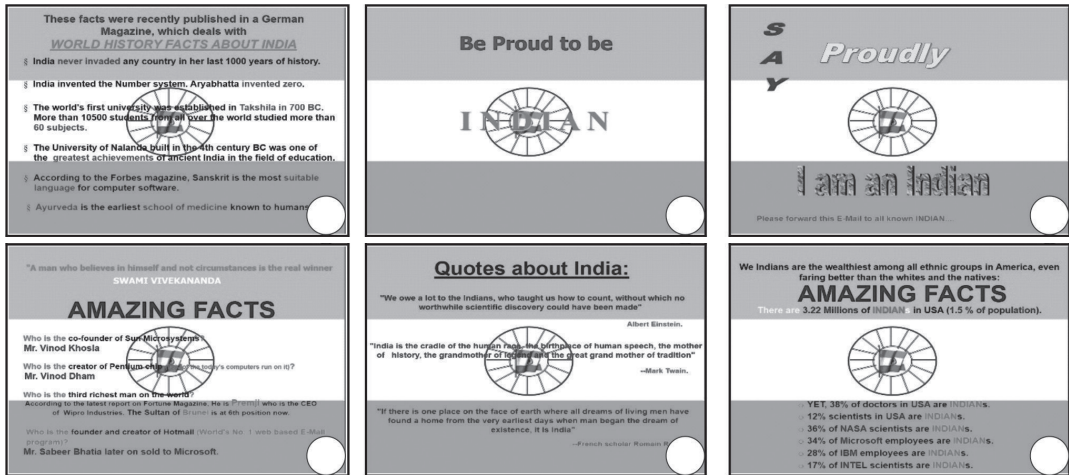 These facts were recently published in a German
Magazine, which deals with
WORLD HISTORY FACTS ABOUT INDIA
§ India never invaded any country in her last 1000 years of history.
§ India invented the Number system. Aryabhatta invented zero.
§ The world's first university was established in Takshila in 700 BC.
More than 10500 students from all over the world studied more than
60 subjects.
§ The University of Nalanda built in the 4th century BC was one of
the greatest achievements of ancient India in the field of education.
§ According to the Forbes magazine, Sanskrit is the most suitable
language for computer software.
§ Ayurveda is the earliest school of medicine known to humans
Be Proud to be
INDIAN
SAY
Proudly
I am an Indian
Please forward this E-Mail to all known INDIAN....
"A man who believes in himself and not circumstances is the real winner
SWAMI VIVEKANANDA
AMAZING FACTS
Who is the co-founder of Sun Microsystems?
Mr. Vinod Khosla
Who is the creator of Pentium chip the today's computers run on it)?
Mr. Vinod Dham
Who is the third richest man on the world?
According to the latest report on Fortune Magazine. He is Premji who is the CEO
of Wipro Industries. The Sultan of Brunei is at 6th position now.
Who is the founder and creator of Hotmail (World's No. 1 web based E-Mail
program)?
Mr. Sabeer Bhatia later on sold to Microsoft.
Quotes about India:
"We owe a lot to the Indians, who taught us how to count, without which no
worthwhile scientific discovery could have been made"
Albert Einstein.
"India is the cradle of the human race, the birthplace of human speech, the mother
of history, the grandmother of legend and the great grand mother of tradition"
--Mark Twain.
"If there is one place on the face of earth where all dreams of living men have
found a home from the very earliest days when man began the dream of
existence, it is India"
--French scholar Romain
We Indians are the wealthiest among all ethnic groups in America, even
faring better than the whites and the natives:
AMAZING FACTS
There are 3.22 Millions of INDIANs in USA (1.5 % of population).
○ YET, 38% of doctors in USA are INDIANs.
○ 12% scientists in USA are INDIANs.
○ 36% of NASA scientists are INDIANs.
○ 34% of Microsoft employees are INDIANs.
○ 28% of IBM employees are INDIANs.
○ 17% of INTEL scientists are INDIANs.